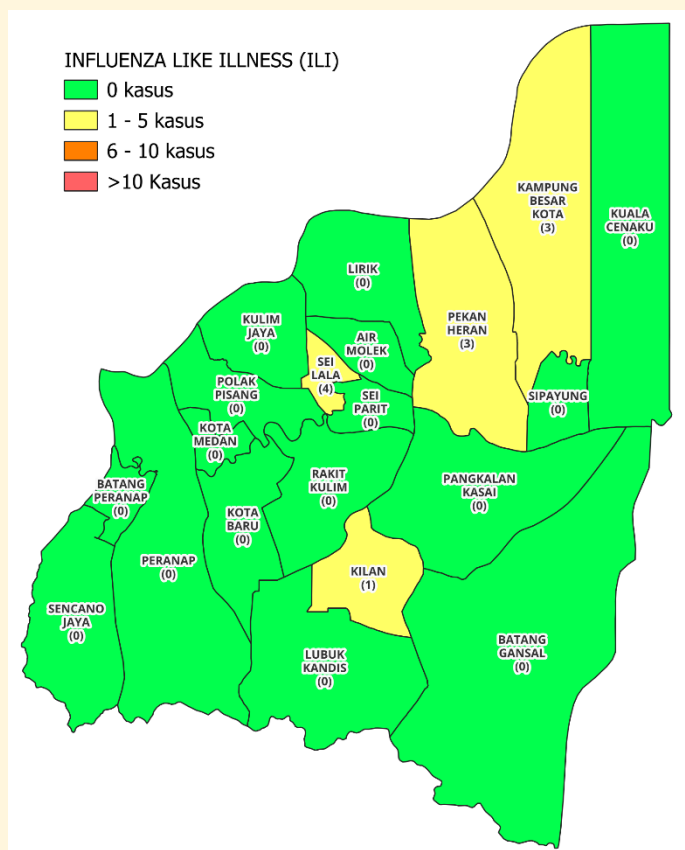 INFLUENZA LIKE ILLNESS (ILI)
0 kasus
1 - 5 kasus
6 - 10 kasus
>10 Kasus
KAMPUNG
BESAR
KOTA
(3)
KUALA
CENAKU
(0)
LIRIK
(0)
PEKAN
HERAN
(3)
KULIM
JAYA
(0)
AIR
MOLEK
(0)
SEI
LALA
(4)
POLAK
PISANG
(0)
SEI
PARIT
(0)
SIPAYUNG
(0)
KOTA
MEDAN
(0)
RAKIT
KULIM
(0)
PANGKALAN
KASAI
(0)
BATANG
PERANAP
(0)
KOTA
BARU
(0)
PERANAP
(0)
KILAN
(1)
SENCANO
JAYA
(0)
LUBUK
KANDIS
(0)
BATANG
GANSAL
(0)